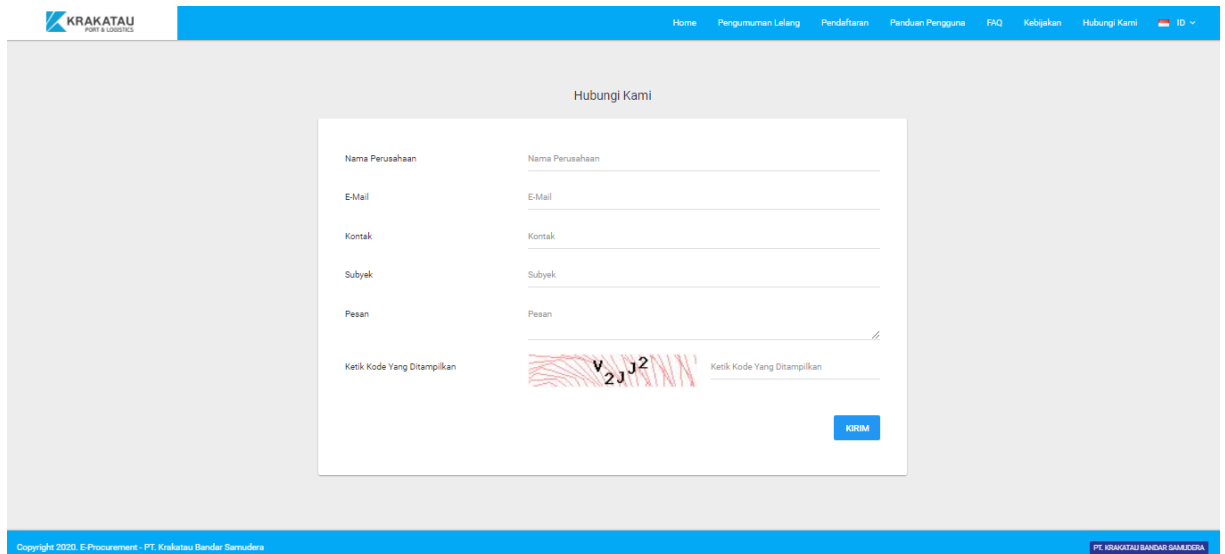 KRAKATAU
PORT & LOGISTICS
Home Pengumuman Lelang Pendaftaran Panduan Pengguna FAQ Kebijakan Hubungi Kami ID
Hubungi Kami
Nama Perusahaan Nama Perusahaan
E-Mail E-Mail
Kontak Kontak
Subyek Subyek
Pesan Pesan
Ketik Kode Yang Ditampilkan V2JJ2 Ketik Kode Yang Ditampilkan
KIRIM
Copyright 2020. E-Procurement - PT. Krakatau Bandar Samudera PT. KRAKATAU BANDAR SAMUDERA